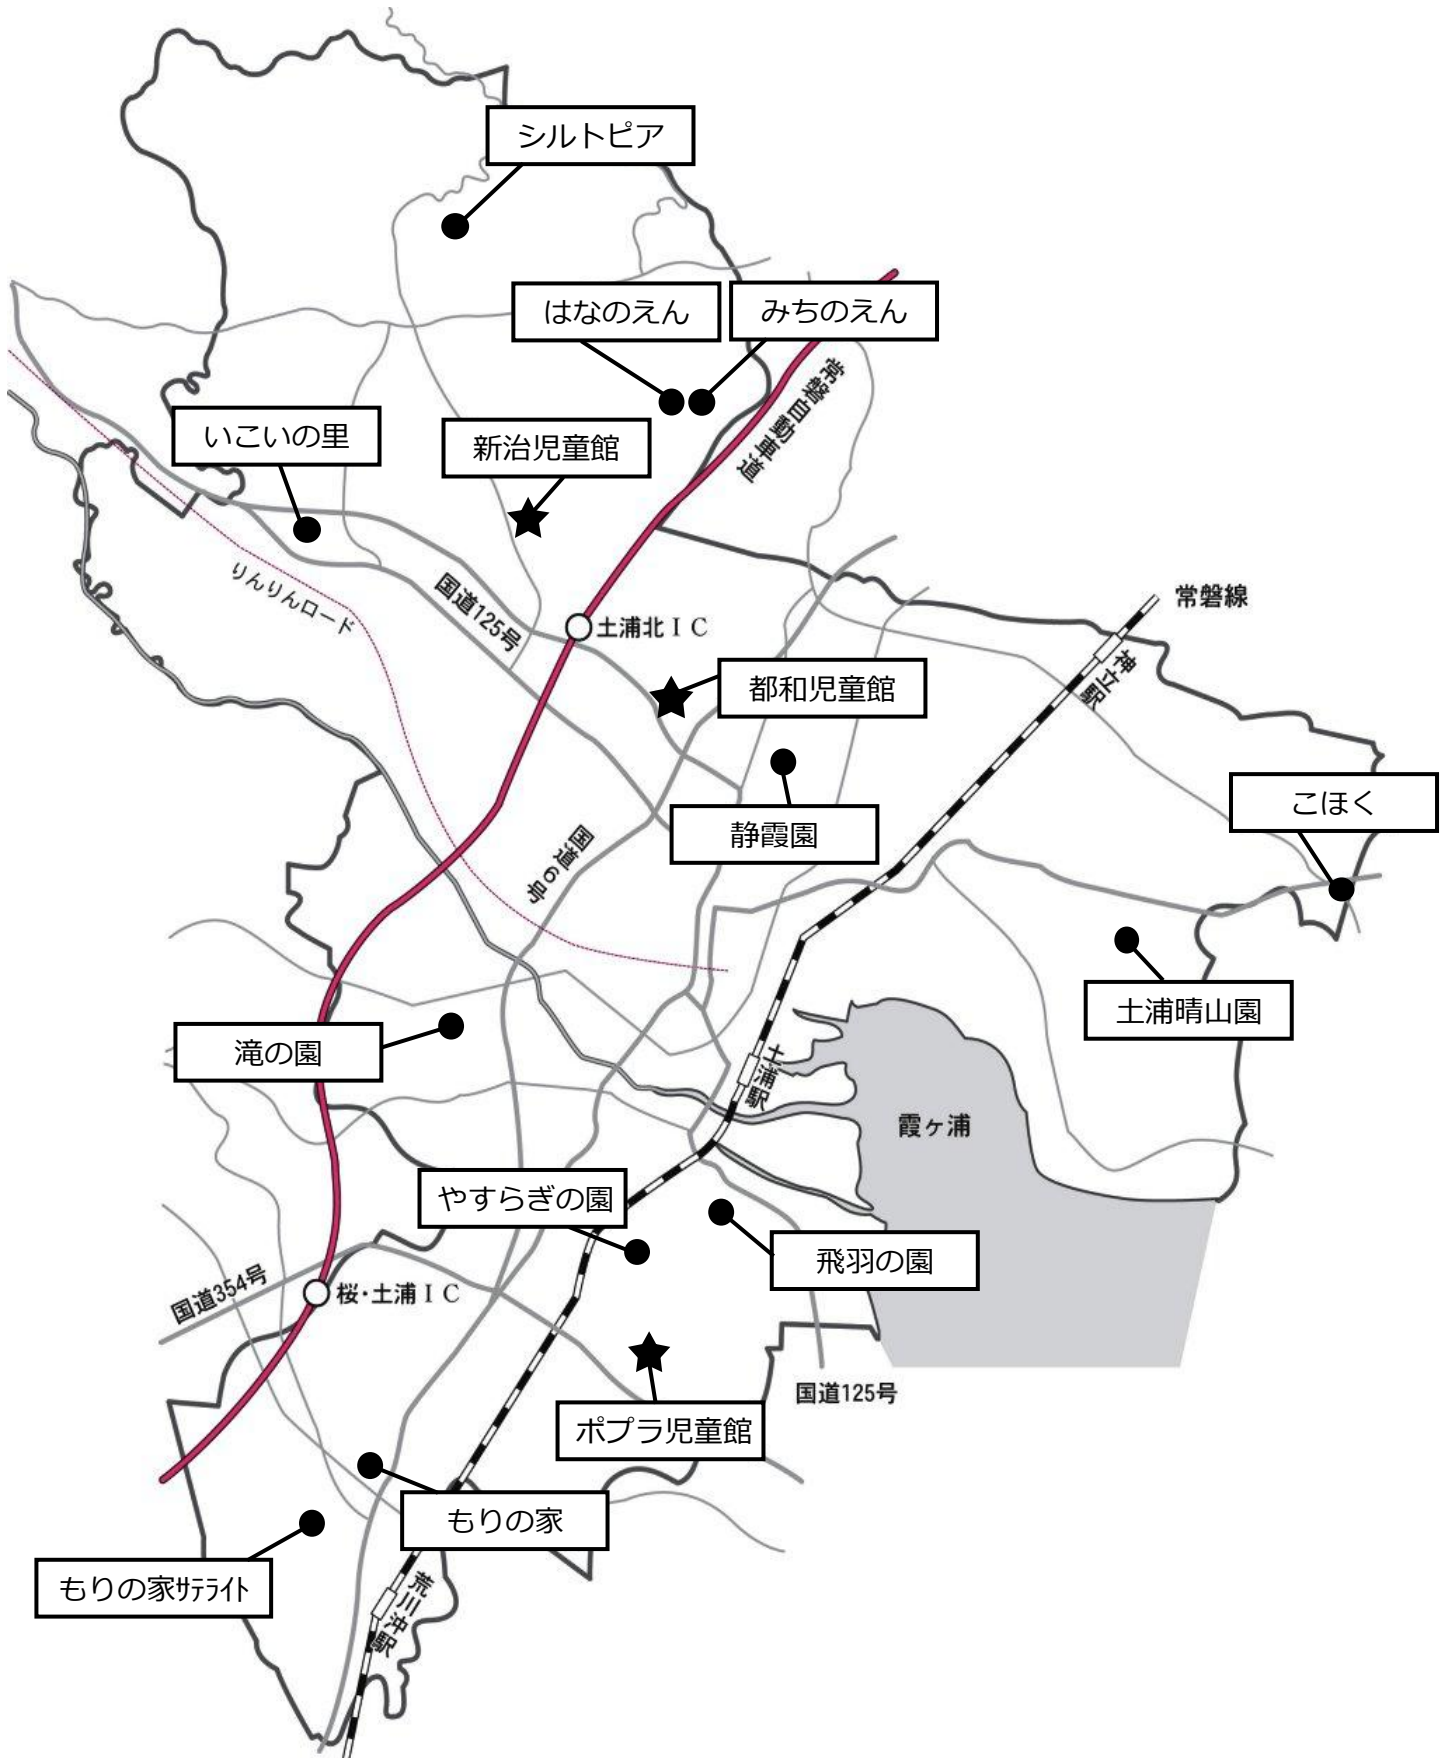 シルトピア
はなのえん
みちのえん
常磐自動車道
いこいの里
新治児童館
りんりんロード
国道125号
土浦北ＩＣ
常磐線
神立駅
都和児童館
静霞園
こほく
国道６号
土浦晴山園
滝の園
土浦駅
霞ヶ浦
やすらぎの園
飛羽の園
国道354号
桜・土浦ＩＣ
国道125号
ポプラ児童館
もりの家
もりの家ｻﾃﾗｲﾄ
荒川沖駅